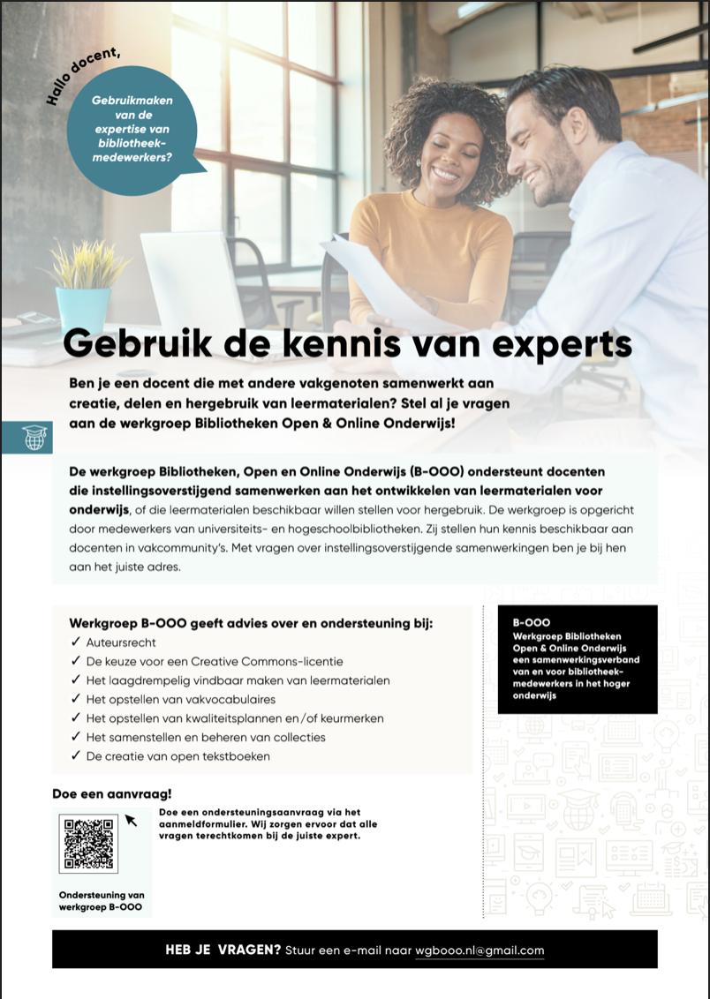 Hallo docent,
Gebruikmaken
van de
expertise van
bibliotheek-
medewerkers?
Gebruik de kennis van experts
Ben je een docent die met andere vakgenoten samenwerkt aan
creatie, delen en hergebruik van leermaterialen? Stel al je vragen
aan de werkgroep Bibliotheken Open & Online Onderwijs!
De werkgroep Bibliotheken, Open en Online Onderwijs (B-OOO) ondersteunt docenten
die instellingsoverstijgend samenwerken aan het ontwikkelen van leermaterialen voor
onderwijs, of die leermaterialen beschikbaar willen stellen voor hergebruik. De werkgroep is opgericht
door medewerkers van universiteits- en hogeschoolbibliotheken. Zij stellen hun kennis beschikbaar aan
docenten in vakcommunity's. Met vragen over instellingsoverstijgende samenwerkingen ben je bij hen
aan het juiste adres.
Werkgroep B-OOO geeft advies over en ondersteuning bij:
✓ Auteursrecht
✓ De keuze voor een Creative Commons-licentie
✓ Het laagdrempelig vindbaar maken van leermaterialen
✓ Het opstellen van vakvocabulaires
✓ Het opstellen van kwaliteitsplannen en/of keurmerken
✓ Het samenstellen en beheren van collecties
✓ De creatie van open tekstboeken
B-OOO
Werkgroep Bibliotheken
Open & Online Onderwijs
een samenwerkingsverband
van en voor bibliotheek-
medewerkers in het hoger
onderwijs
Doe een aanvraag!
Doe een ondersteuningsaanvraag via het
aanmeldformulier. Wij zorgen ervoor dat alle
vragen terechtkomen bij de juiste expert.
Ondersteuning van
werkgroep B-OOO
HEB JE VRAGEN? Stuur een e-mail naar wgbooo.nl@gmail.com